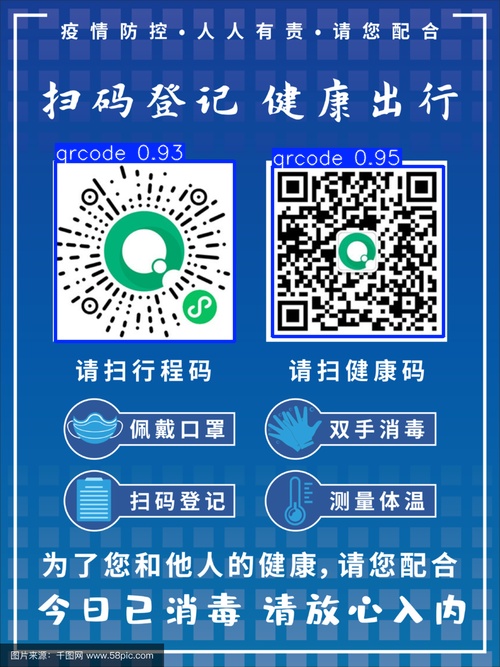 疫情防控·人人有责·请您配合
扫码登记 健康出行
qrcode 0.93
qrcode 0.95
请扫行程码
请扫健康码
佩戴口罩
双手消毒
扫码登记
测量体温
为了您和他人的健康,请您配合
今日已消毒 请放心入内
图片来源：千图网 www.58pic.com